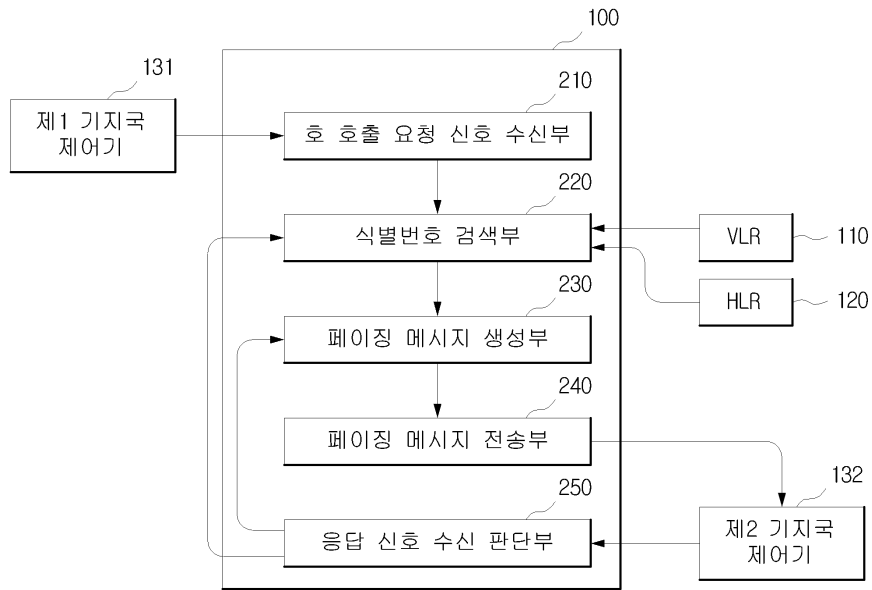 100
131
제1 기지국
제어기
210
호 호출 요청 신호 수신부
220
식별번호 검색부
VLR
110
230
HLR
120
페이징 메시지 생성부
240
페이징 메시지 전송부
132
250
제2 기지국
제어기
응답 신호 수신 판단부